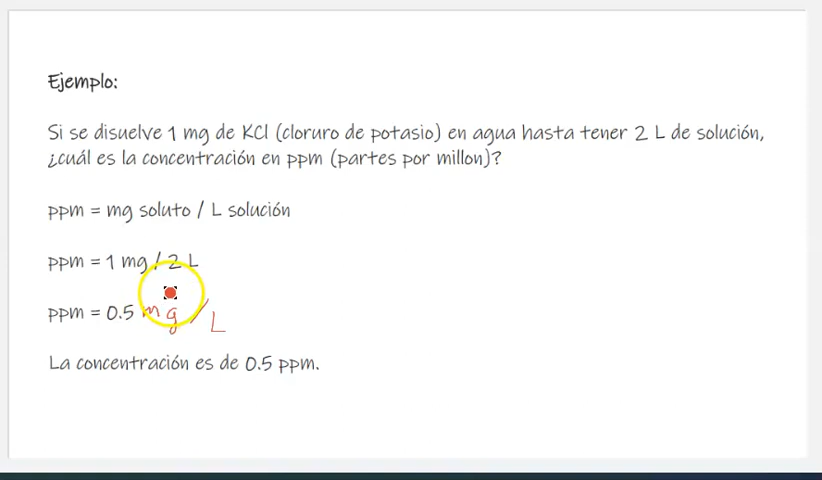 Ejemplo:
Si se disuelve 1 mg de KCl (cloruro de potasio) en agua hasta tener 2 L de solución,
¿cuál es la concentración en ppm (partes por millon)?
ppm = mg soluto / L solución
ppm = 1 mg / 2 L
ppm = 0.5 mg / L
La concentración es de 0.5 ppm.